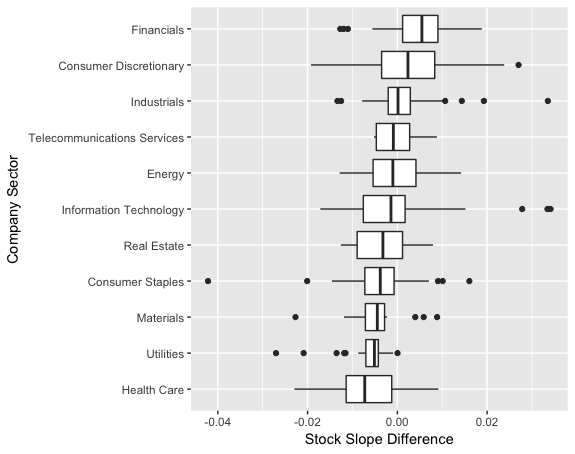 Company Sector
Financials
Consumer Discretionary
Industrials
Telecommunications Services
Energy
Information Technology
Real Estate
Consumer Staples
Materials
Utilities
Health Care
-0.04 -0.02 0.00 0.02
Stock Slope Difference